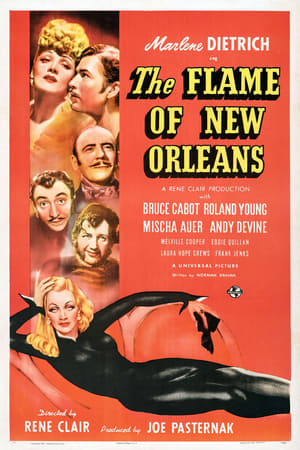 Marlene DIETRICH
in
The FLAME
OF NEW
ORLEANS
A RENE CLAIR PRODUCTION
with
BRUCE CABOT ROLAND YOUNG
MISCHA AUER ANDY DEVINE
MELVILLE COOPER EDDIE QUILLAN
LAURA HOPE CREWS FRANK JENKS
A UNIVERSAL PICTURE
Written by NORMAN KRASNA
Directed by
RENE CLAIR
Produced by JOE PASTERNAK